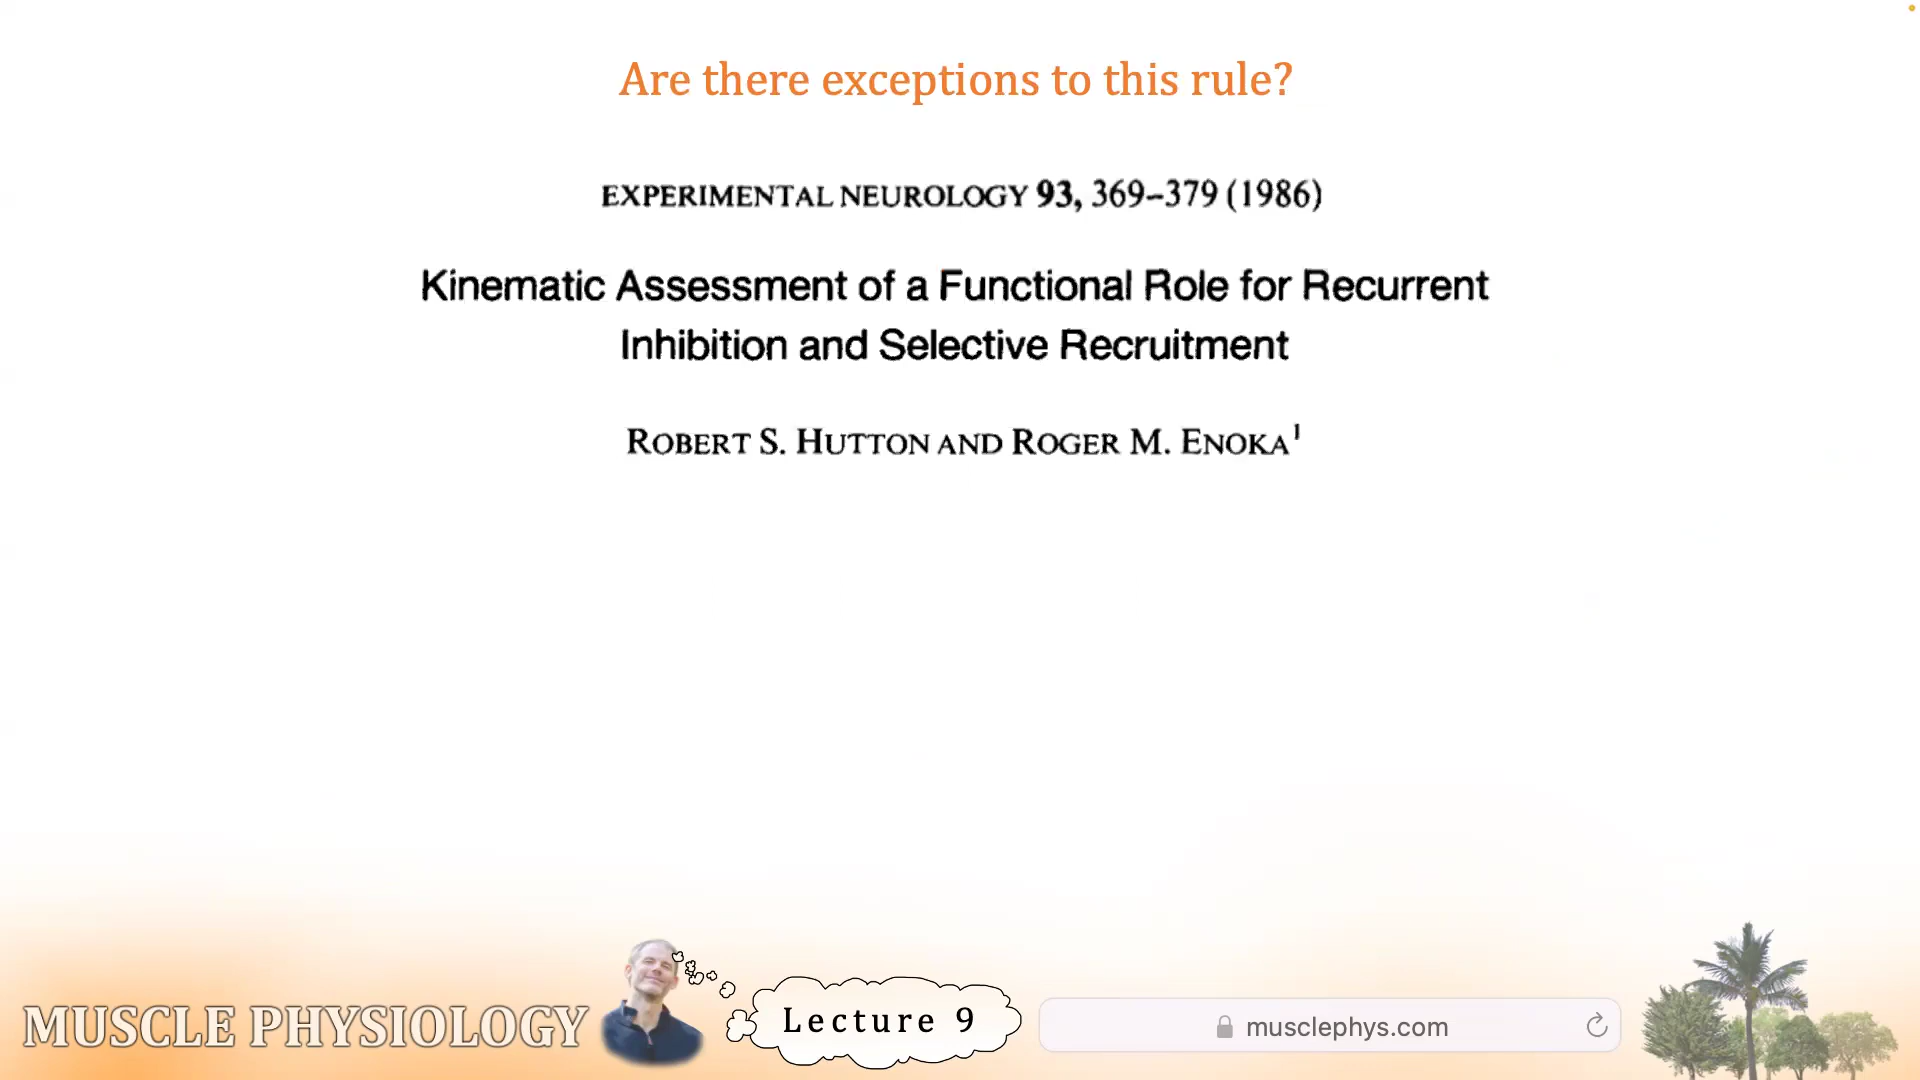 Are there exceptions to this rule?
EXPERIMENTAL NEUROLOGY 93, 369–379 (1986)
Kinematic Assessment of a Functional Role for Recurrent
Inhibition and Selective Recruitment
ROBERT S. HUTTON AND ROGER M. ENOKA¹
MUSCLE PHYSIOLOGY
Lecture 9
musclephys.com